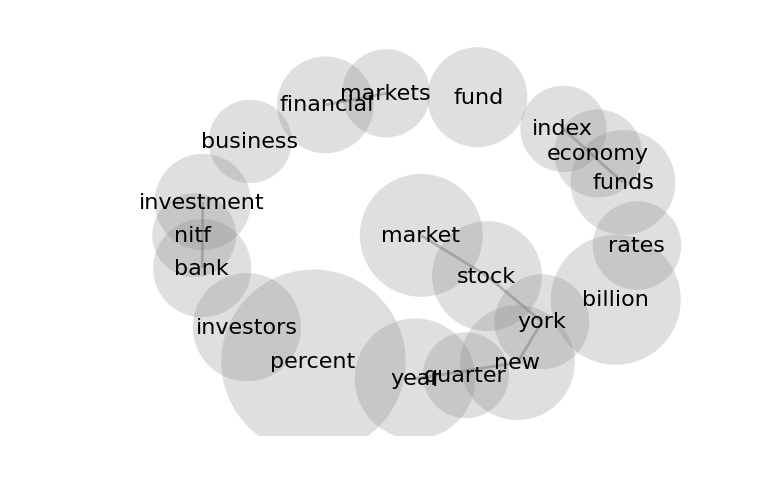 markets
fund
financial
index
business
economy
funds
investment
market
nitf
rates
bank
stock
billion
york
investors
percent
new
quarter
year